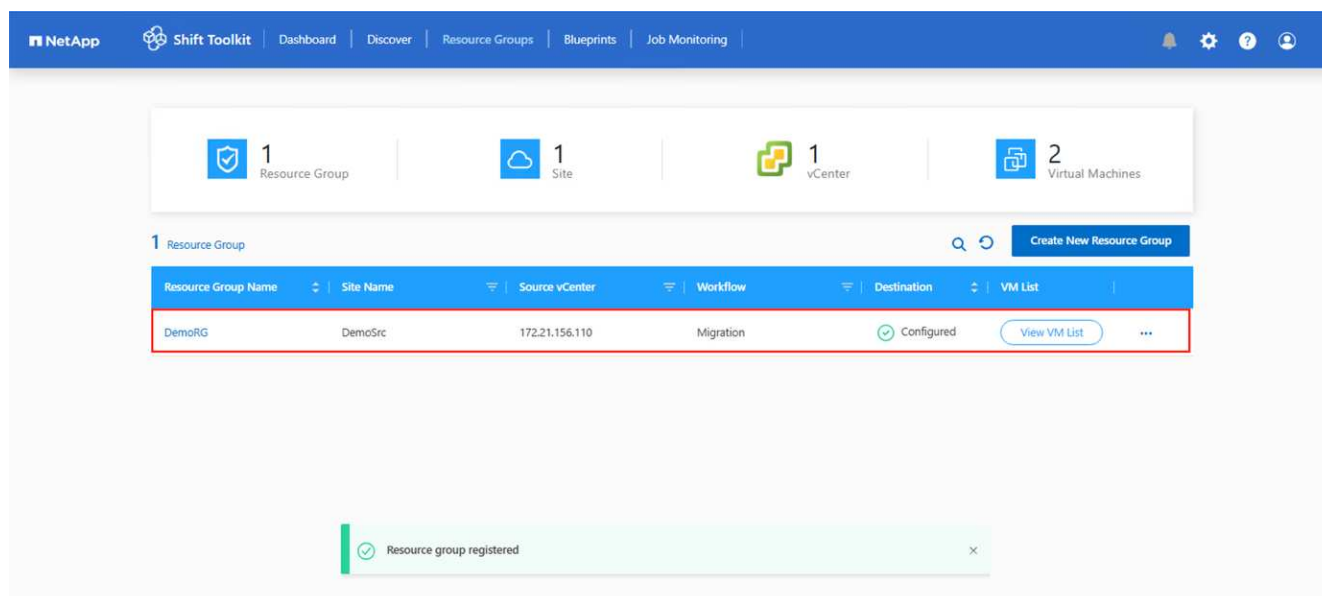 NetApp Shift Toolkit Dashboard Discover Resource Groups Blueprints Job Monitoring
1
Resource Group
1
Site
1
vCenter
2
Virtual Machines
1 Resource Group
Create New Resource Group
Resource Group Name Site Name Source vCenter Workflow Destination VM List
DemoRG DemoSrc 172.21.156.110 Migration Configured View VM List
Resource group registered